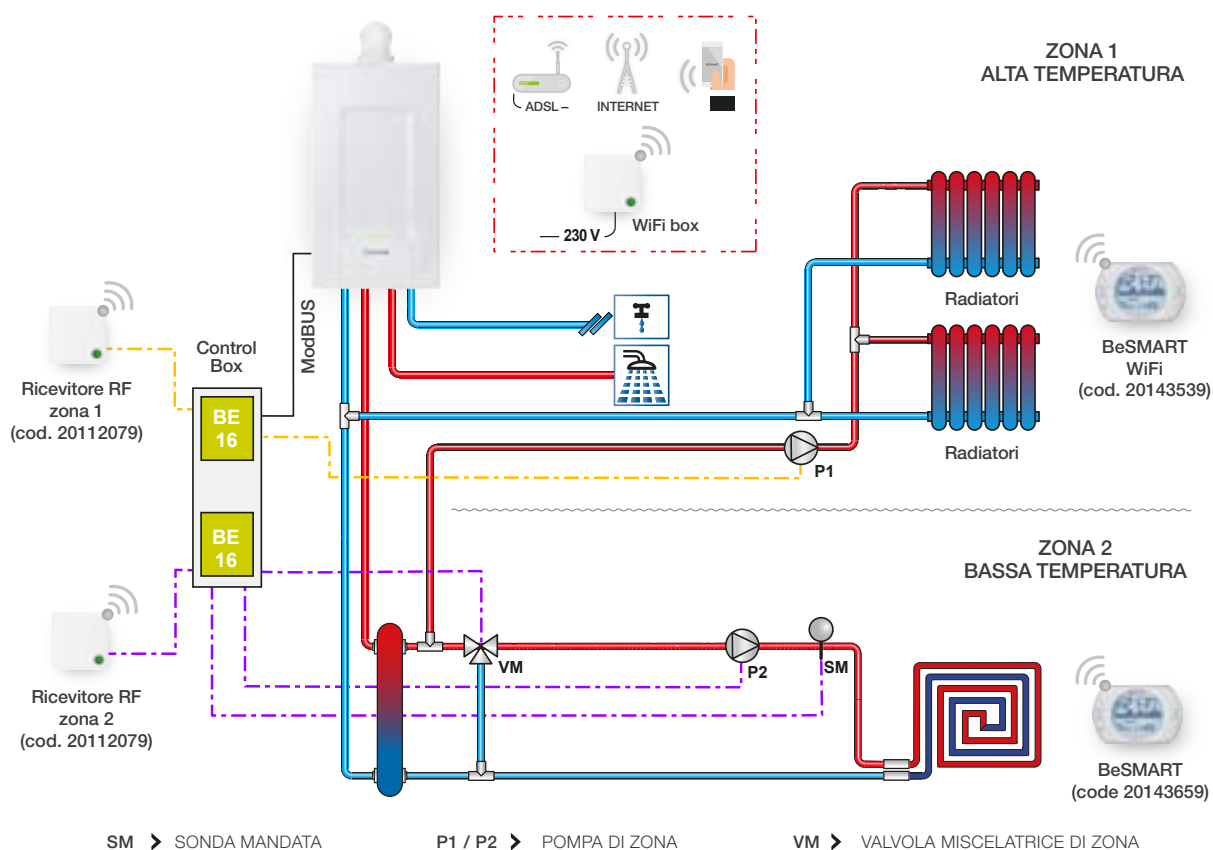 ZONA 1
ALTA TEMPERATURA
ADSL
INTERNET
WiFi box
230 V
Radiatori
Radiatori
BeSMART
WiFi
(cod. 20143539)
ModBUS
Control
Box
BE
16
BE
16
Ricevitore RF
zona 1
(cod. 20112079)
P1
ZONA 2
BASSA TEMPERATURA
Ricevitore RF
zona 2
(cod. 20112079)
VM
P2
SM
BeSMART
(code 20143659)
SM > SONDA MANDATA
P1 / P2 > POMPA DI ZONA
VM > VALVOLA MISCELATRICE DI ZONA